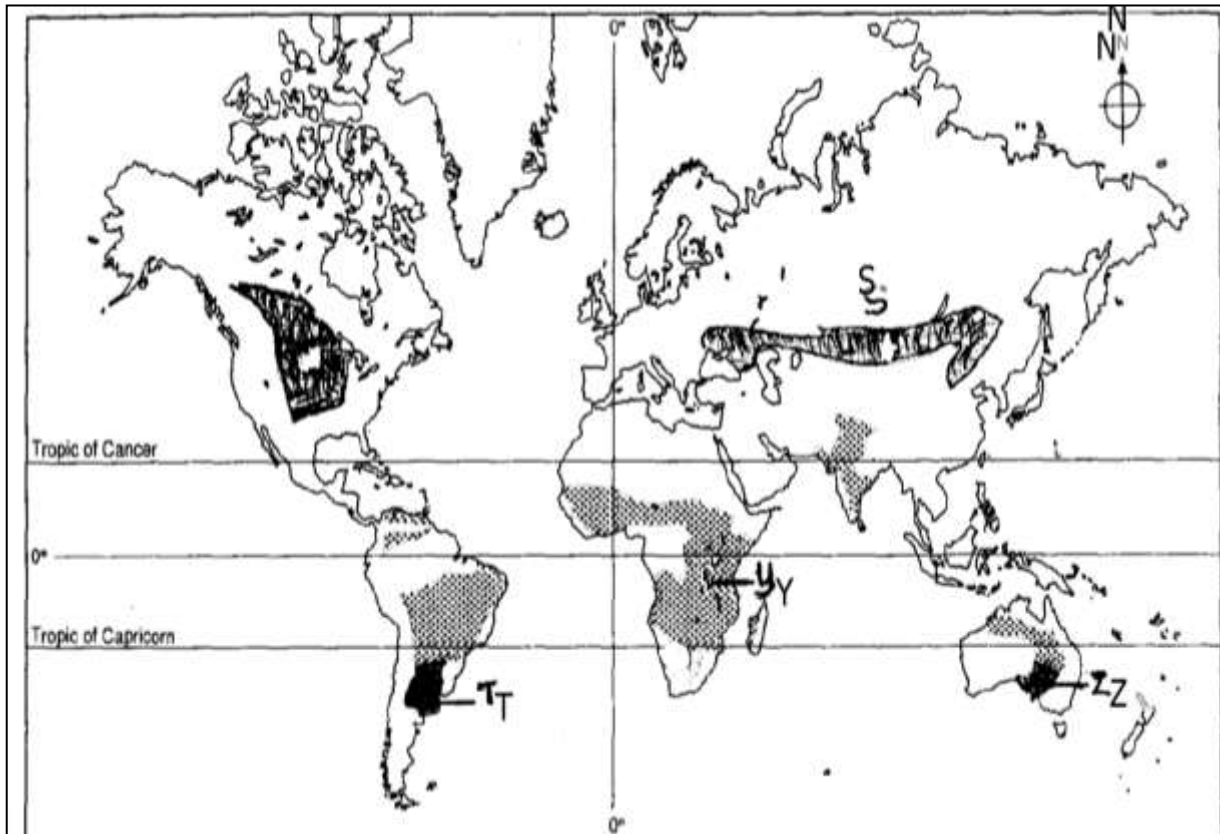 0°
N
N N
S
S
Tropic of Cancer
0°
y Y
Tropic of Capricorn
T T
Z Z
0°